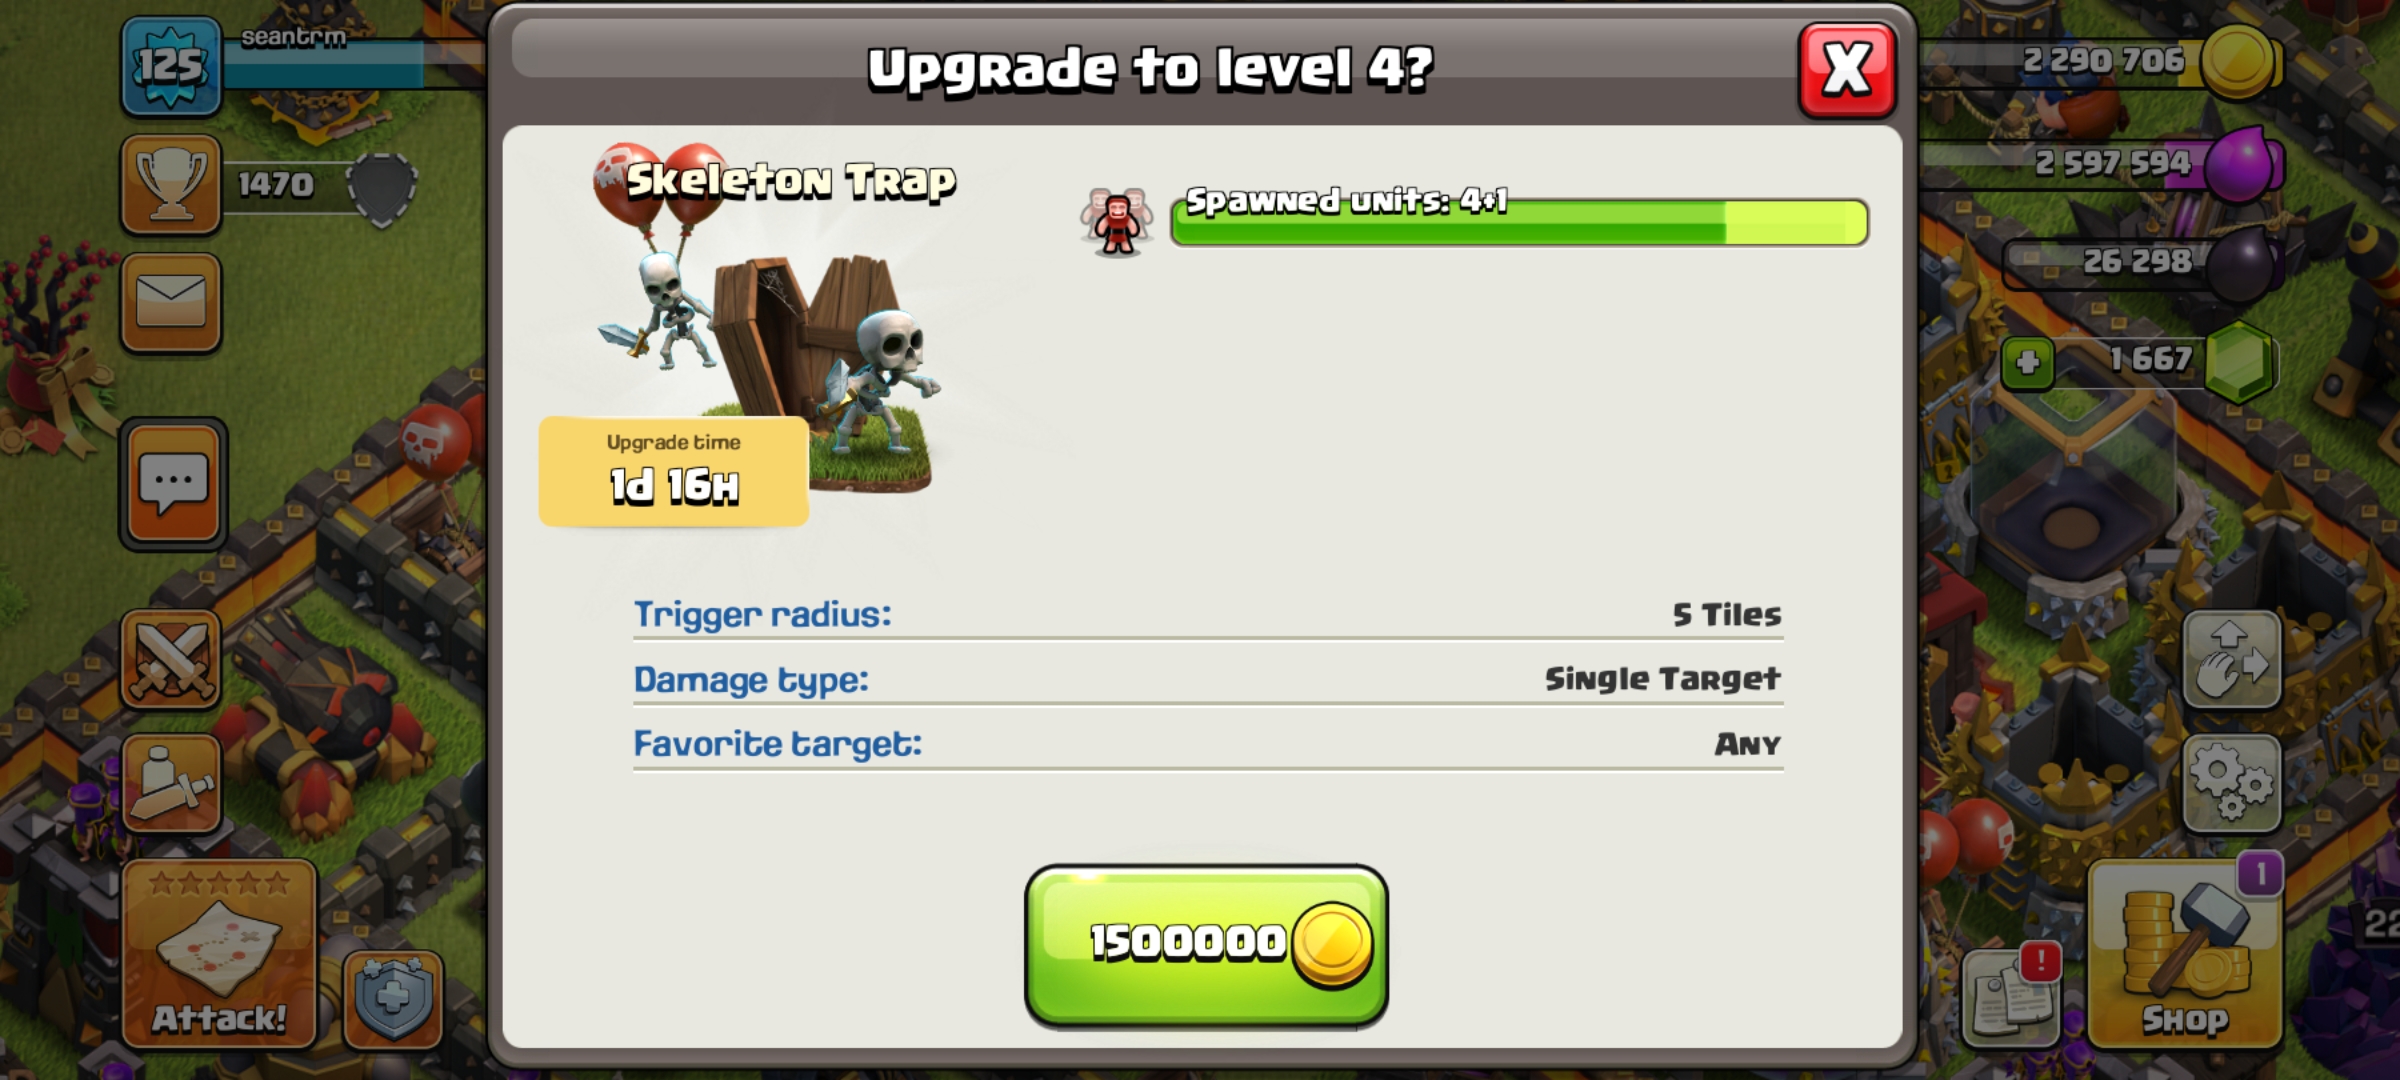 125
seantrm
1470
Upgrade to level 4?
X
2 290 706
2 597 594
26 298
1 667
Skeleton Trap
Spawned units: 4+1
Upgrade time
1d 16H
Trigger radius: 5 Tiles
Damage type: Single Target
Favorite target: Any
1500000
Attack!
1
!
Shop
22